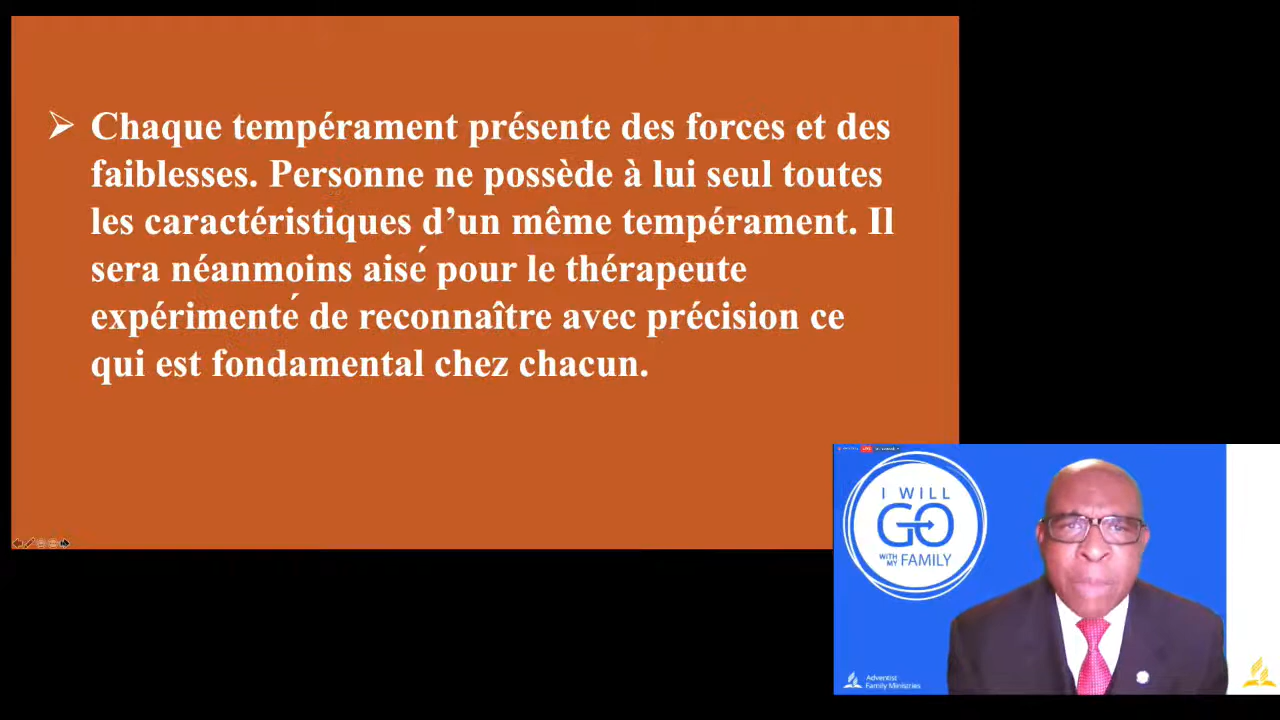 Chaque tempérament présente des forces et des
faiblesses. Personne ne possède à lui seul toutes
les caractéristiques d’un même tempérament. Il
sera néanmoins aisé pour le thérapeute
expérimenté de reconnaître avec précision ce
qui est fondamental chez chacun.
I WILL
GO
WITH MY FAMILY
Adventist
Family Ministries